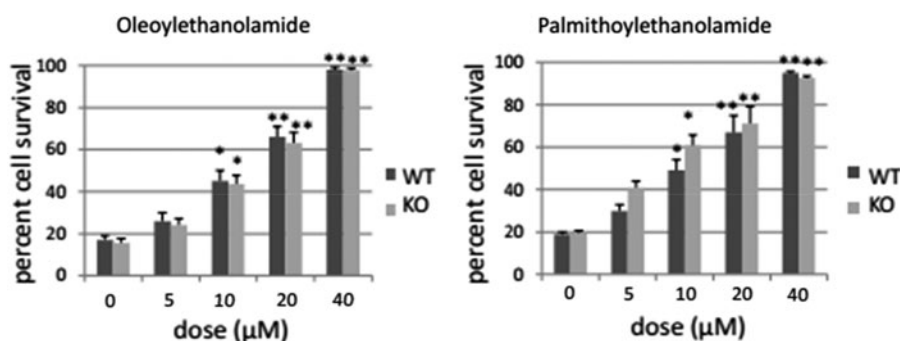 Oleoylethanolamide
percent cell survival
100
80
60
40
20
0
* *
** **
** **
WT
KO
0 5 10 20 40
dose (µM)
Palmithoylethanolamide
percent cell survival
100
80
60
40
20
0
* *
** **
** **
WT
KO
0 5 10 20 40
dose (µM)